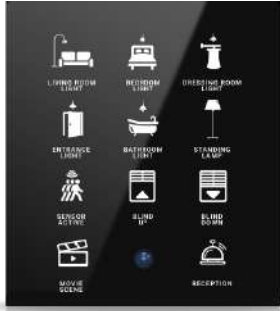 LIVING ROOM
LIGHT
BEDROOM
LIGHT
DRESSING ROOM
LIGHT
ENTRANCE
LIGHT
BATHROOM
LIGHT
STANDING
LAMP
SENSOR
ACTIVE
BLIND
UP
BLIND
DOWN
MOVIE
SCENE
RECEPTION